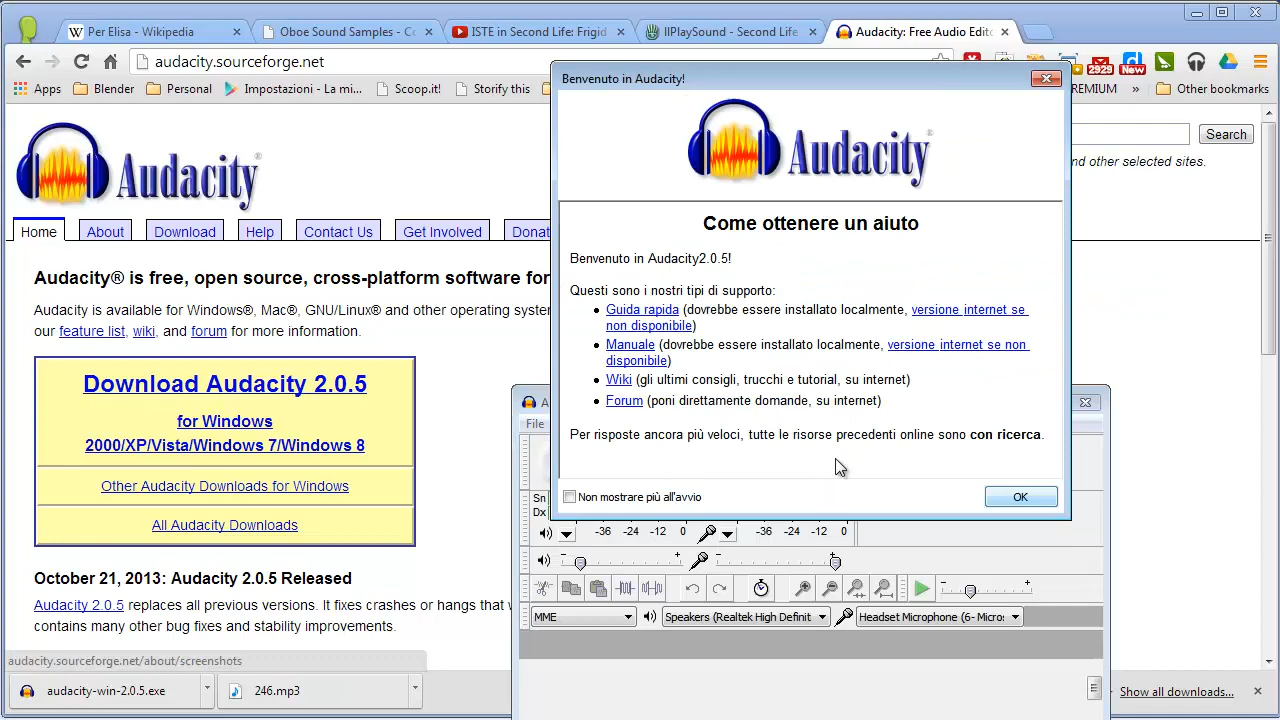 Per Elisa - Wikipedia
Oboe Sound Samples - Co
ISTE in Second Life: Frigid
llPlaySound - Second Life
Audacity: Free Audio Edito
audacity.sourceforge.net
2929
New
Apps
Blender
Personal
Impostazioni - La mi...
Scoop.it!
Storify this
REMIUM
»
Other bookmarks
Audacity®
Search
nd other selected sites.
Home
About
Download
Help
Contact Us
Get Involved
Donat
Audacity® is free, open source, cross-platform software for
Audacity is available for Windows®, Mac®, GNU/Linux® and other operating syste
our feature list, wiki, and forum for more information.
Download Audacity 2.0.5
for Windows
2000/XP/Vista/Windows 7/Windows 8
Other Audacity Downloads for Windows
All Audacity Downloads
October 21, 2013: Audacity 2.0.5 Released
Audacity 2.0.5 replaces all previous versions. It fixes crashes or hangs that w
contains many other bug fixes and stability improvements.
audacity.sourceforge.net/about/screenshots
audacity-win-2.0.5.exe
246.mp3
Show all downloads...
Benvenuto in Audacity!
Audacity®
Come ottenere un aiuto
Benvenuto in Audacity2.0.5!
Questi sono i nostri tipi di supporto:
• Guida rapida (dovrebbe essere installato localmente, versione internet se
non disponibile)
• Manuale (dovrebbe essere installato localmente, versione internet se non
disponibile)
• Wiki (gli ultimi consigli, trucchi e tutorial, su internet)
• Forum (poni direttamente domande, su internet)
Per risposte ancora più veloci, tutte le risorse precedenti online sono con ricerca.
Non mostrare più all'avvio
OK
A
File
Sn
Dx
-36 -24 -12 0
-36 -24 -12 0
- +
- +
- +
MME
Speakers (Realtek High Definit
Headset Microphone (6- Micros